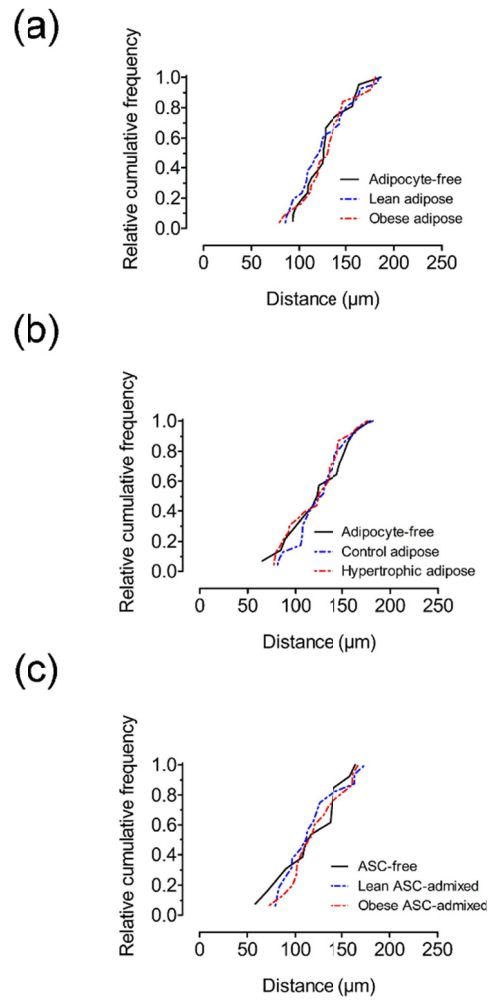 (a)
Relative cumulative frequency
1.0
0.8
0.6
0.4
0.2
0.0
Adipocyte-free
Lean adipose
Obese adipose
0 50 100 150 200 250
Distance (µm)
(b)
Relative cumulative frequency
1.0
0.8
0.6
0.4
0.2
0.0
Adipocyte-free
Control adipose
Hypertrophic adipose
0 50 100 150 200 250
Distance (µm)
(c)
Relative cumulative frequency
1.0
0.8
0.6
0.4
0.2
0.0
ASC-free
Lean ASC-admixed
Obese ASC-admixed
0 50 100 150 200 250
Distance (µm)